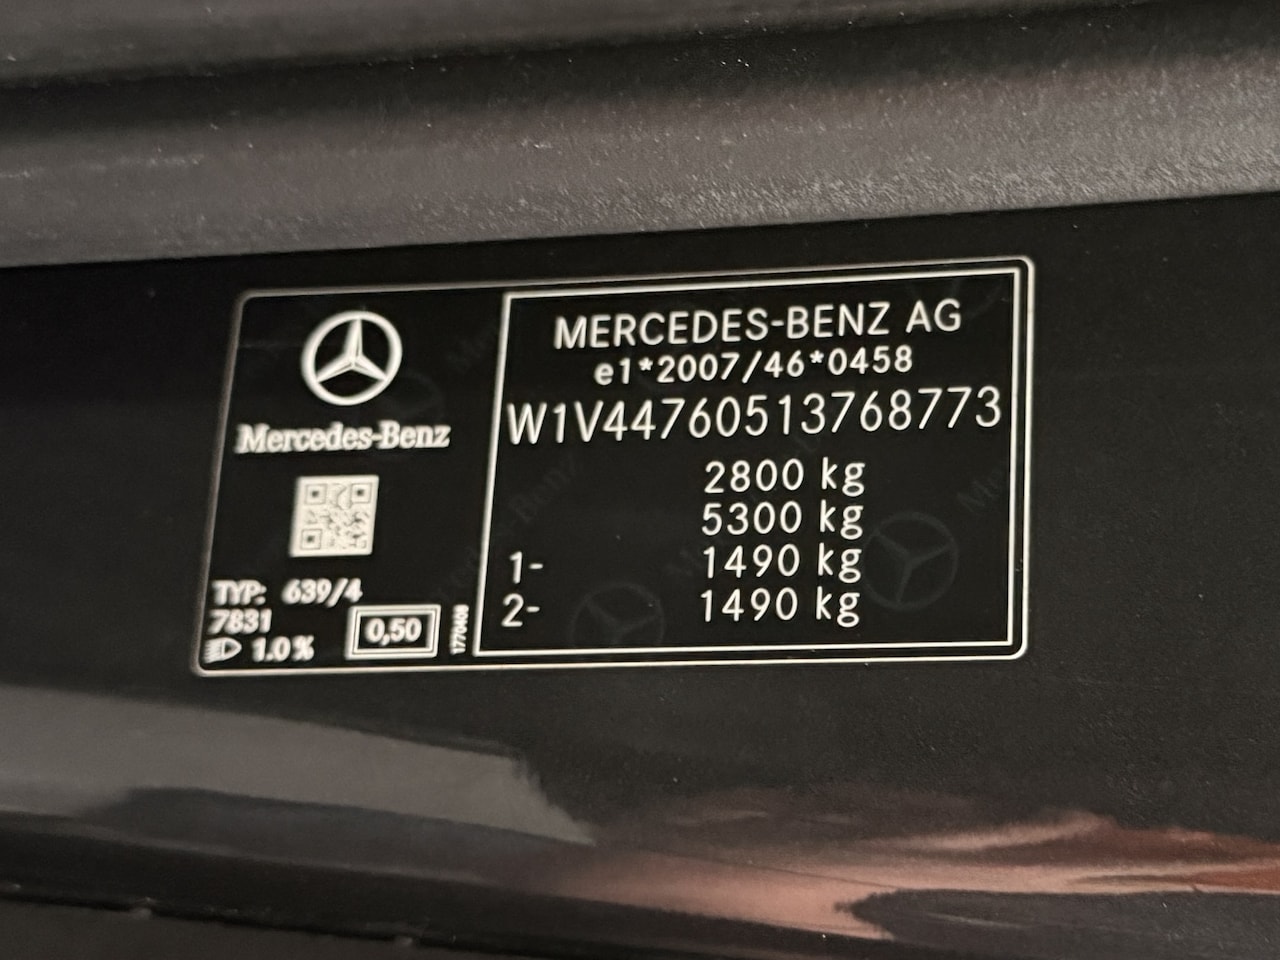 Mercedes-Benz
TYP: 639/4
7831
1.0%
0,50
1770408
MERCEDES-BENZ AG
e1*2007/46*0458
W1V44760513768773
2800 kg
5300 kg
1- 1490 kg
2- 1490 kg